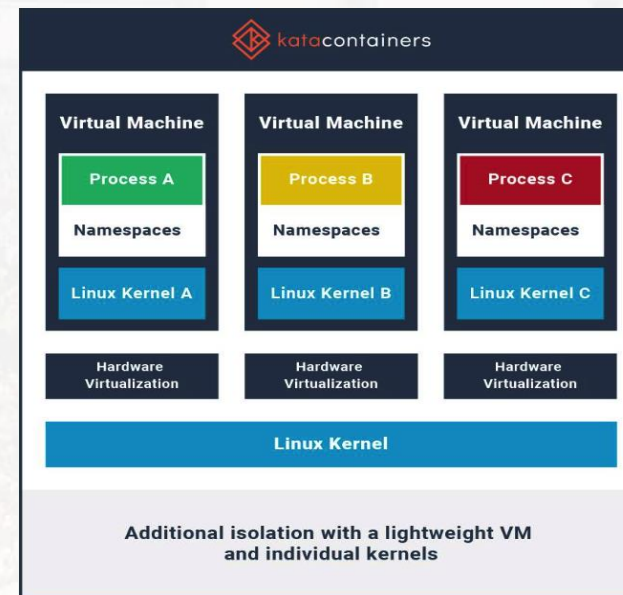 katacontainers
Virtual Machine
Virtual Machine
Virtual Machine
Process A
Process B
Process C
Namespaces
Namespaces
Namespaces
Linux Kernel A
Linux Kernel B
Linux Kernel C
Hardware
Virtualization
Hardware
Virtualization
Hardware
Virtualization
Linux Kernel
Additional isolation with a lightweight VM
and individual kernels